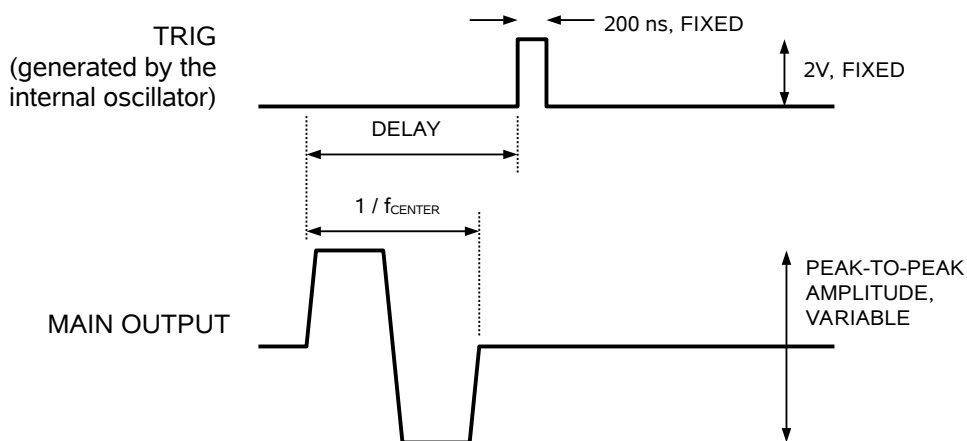 TRIG
(generated by the
internal oscillator)
200 ns, FIXED
2V, FIXED
DELAY
1 / fCENTER
MAIN OUTPUT
PEAK-TO-PEAK
AMPLITUDE,
VARIABLE